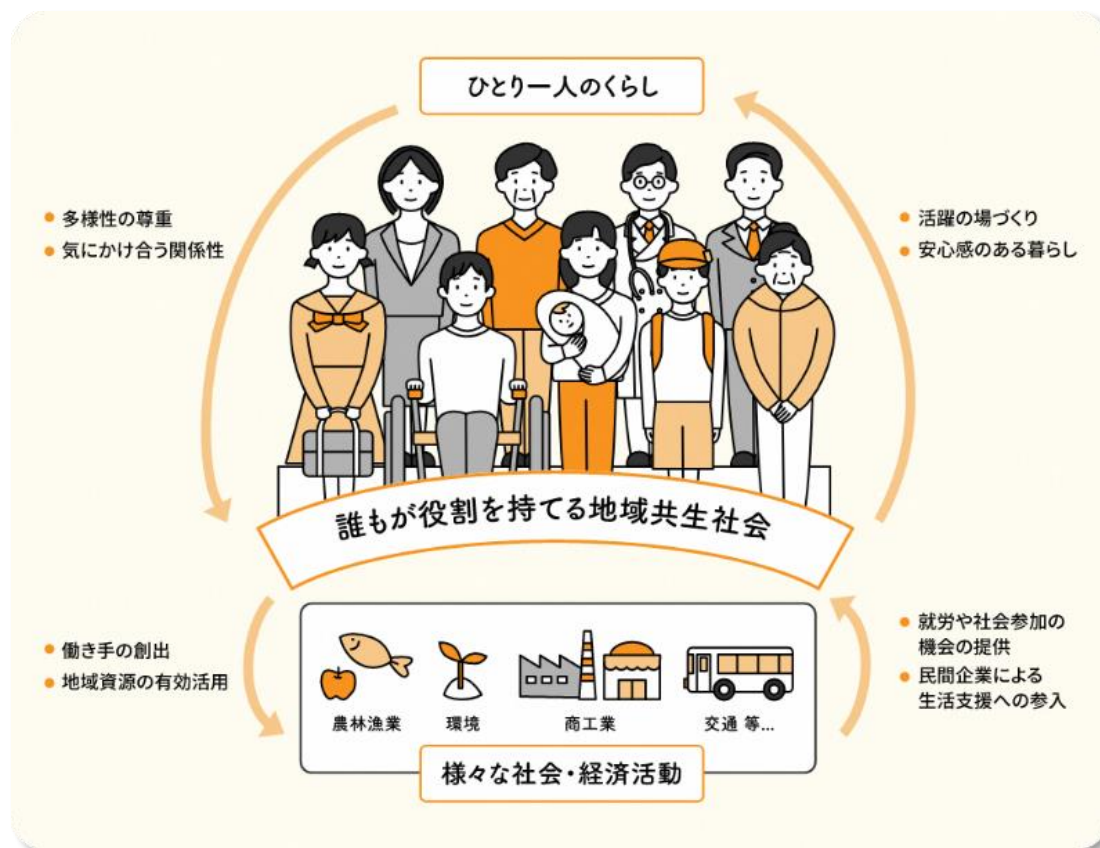 ひとり一人のくらし
多様性の尊重
気にかけ合う関係性
活躍の場づくり
安心感のある暮らし
誰もが役割を持てる地域共生社会
働き手の創出
地域資源の有効活用
就労や社会参加の
機会の提供
民間企業による
生活支援への参入
農林漁業
環境
商工業
交通 等...
様々な社会・経済活動